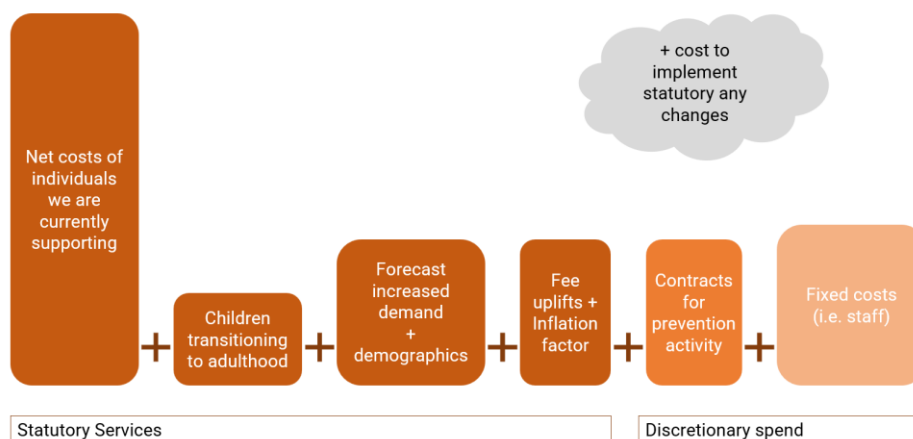 + cost to
implement
statutory any
changes
Net costs of
individuals
we are
currently
supporting
+
Children
transitioning
to adulthood
+
Forecast
increased
demand
+
demographics
+
Fee
uplifts +
Inflation
factor
+
Contracts
for
prevention
activity
+
Fixed costs
(i.e. staff)
Statutory Services
Discretionary spend